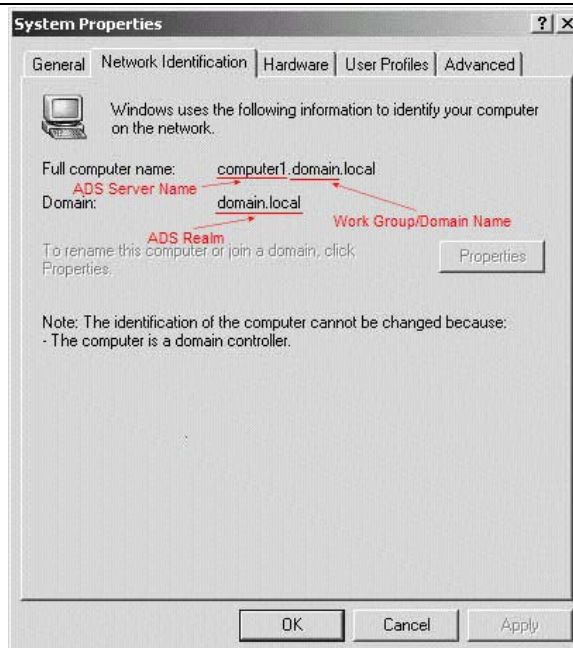 System Properties
? X
General Network Identification Hardware User Profiles Advanced
Windows uses the following information to identify your computer
on the network.
Full computer name: computer1.domain.local
ADS Server Name
Domain: domain.local
Work Group/Domain Name
ADS Realm
To rename this computer or join a domain, click
Properties.
Properties
Note: The identification of the computer cannot be changed because:
- The computer is a domain controller.
OK Cancel Apply